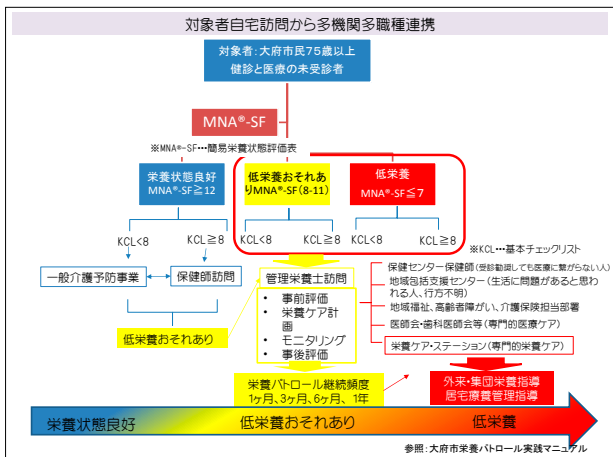 対象者自宅訪問から多機関多職種連携
対象者：大府市民75歳以上
健診と医療の未受診者
MNA®-SF
※MNA®-SF…簡易栄養状態評価表
栄養状態良好
MNA®-SF≧12
低栄養おそれあ
りMNA®-SF(8-11)
低栄養
MNA®-SF≦7
KCL<8
KCL≧8
KCL<8
KCL≧8
KCL<8
KCL≧8
※KCL…基本チェックリスト
一般介護予防事業
保健師訪問
低栄養おそれあり
管理栄養士訪問
• 事前評価
• 栄養ケア計
画
• モニタリング
• 事後評価
保健センター保健師（受診勧奨しても医療に繋がらない人）
地域包括支援センター（生活に問題があると思わ
れる人、行方不明）
地域福祉、高齢者障がい、介護保険担当部署
医師会・歯科医師会等（専門的医療ケア）
栄養ケア・ステーション（専門的栄養ケア）
栄養パトロール継続頻度
1ヶ月、3ヶ月、6ヶ月、1年
外来・集団栄養指導
居宅療養管理指導
栄養状態良好
低栄養おそれあり
低栄養
参照：大府市栄養パトロール実践マニュアル